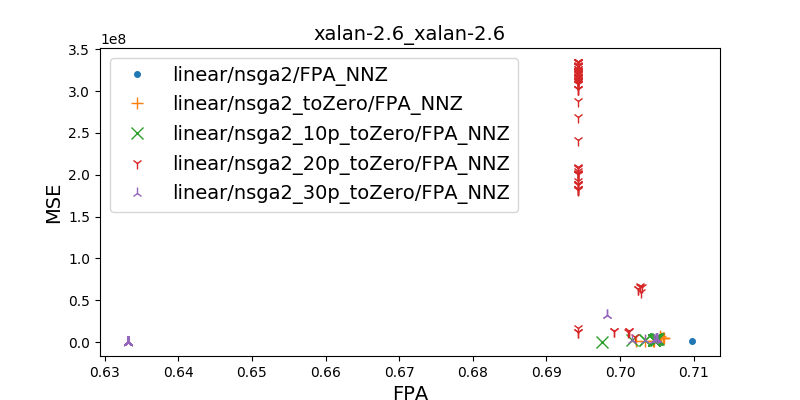 xalan-2.6_xalan-2.6
1e8
3.5
3.0
2.5
2.0
1.5
1.0
0.5
0.0
MSE
linear/nsga2/FPA_NNZ
linear/nsga2_toZero/FPA_NNZ
linear/nsga2_10p_toZero/FPA_NNZ
linear/nsga2_20p_toZero/FPA_NNZ
linear/nsga2_30p_toZero/FPA_NNZ
0.63 0.64 0.65 0.66 0.67 0.68 0.69 0.70 0.71
FPA